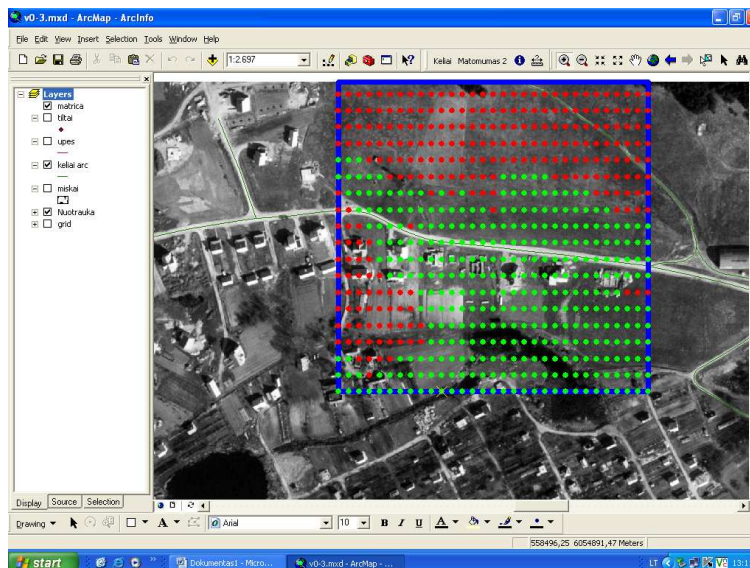 v0-3.mxd - ArcMap - ArcInfo
File Edit View Insert Selection Tools Window Help
1:2.697
Keliai Matomumas 2
Layers
matrica
tiltai
upes
keliai arc
miskai
Nuotrauka
grid
Display Source Selection
Drawing
A
Arial
10
B I U A
558496,25 6054891,47 Meters
start
Dokumentas1 - Micro...
v0-3.mxd - ArcMap - ...
LT